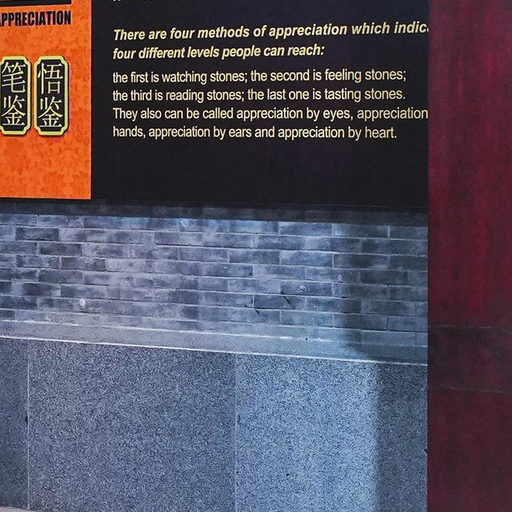 APPRECIATION
笔鉴
悟鉴
There are four methods of appreciation which indic
four different levels people can reach:
the first is watching stones; the second is feeling stones;
the third is reading stones; the last one is tasting stones.
They also can be called appreciation by eyes, appreciation
hands, appreciation by ears and appreciation by heart.